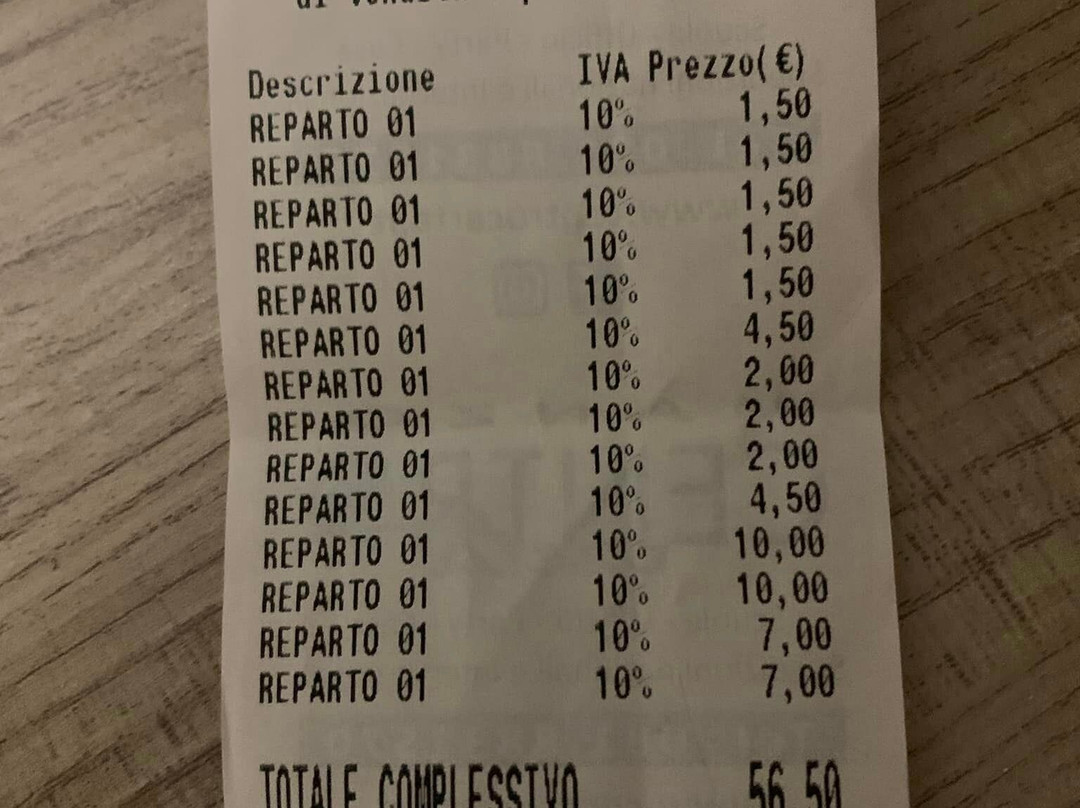 Descrizione IVA Prezzo(€)
REPARTO 01 10% 1,50
REPARTO 01 10% 1,50
REPARTO 01 10% 1,50
REPARTO 01 10% 1,50
REPARTO 01 10% 1,50
REPARTO 01 10% 4,50
REPARTO 01 10% 2,00
REPARTO 01 10% 2,00
REPARTO 01 10% 2,00
REPARTO 01 10% 4,50
REPARTO 01 10% 10,00
REPARTO 01 10% 10,00
REPARTO 01 10% 7,00
REPARTO 01 10% 7,00
TOTALE COMPLESSIVO 56,50